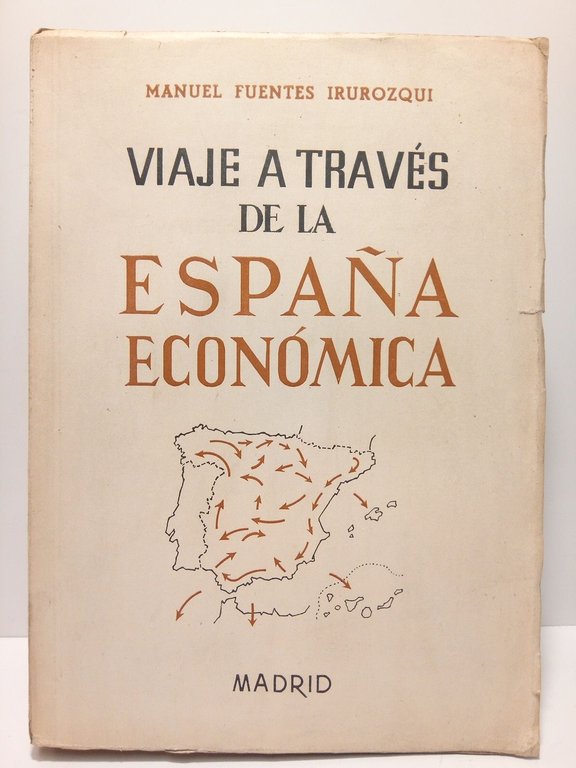 MANUEL FUENTES IRUROZQUI
VIAJE A TRAVÉS
DE LA
ESPAÑA
ECONÓMICA
MADRID